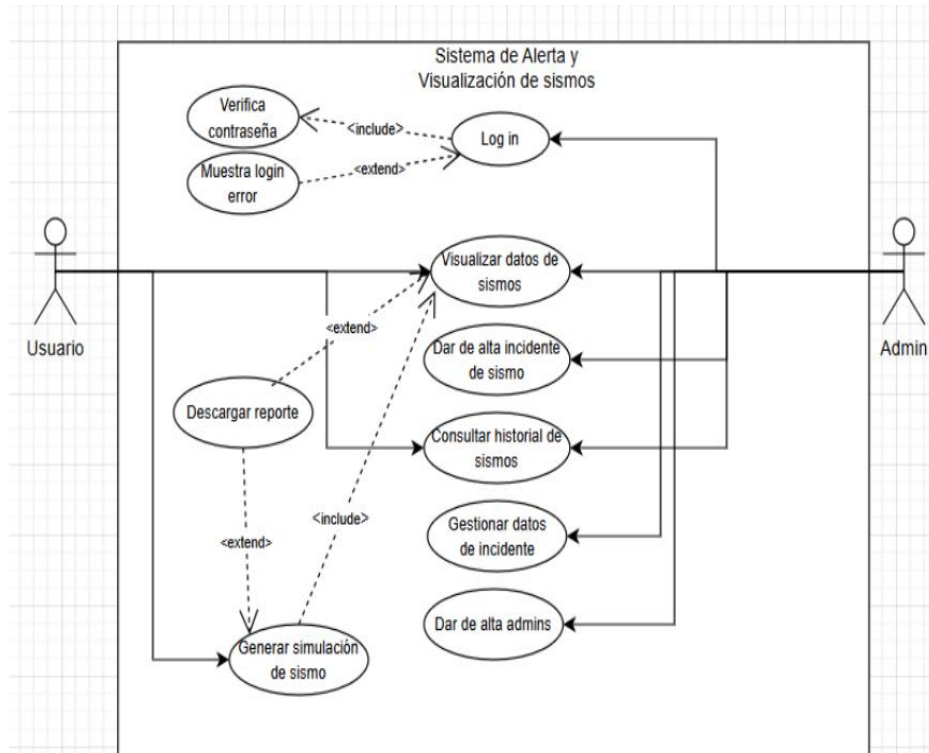 Sistema de Alerta y
Visualización de sismos
Verifica
contraseña
<include>
Log in
Muestra login
error
<extend>
Usuario
Admin
Visualizar datos de
sismos
<extend>
Dar de alta incidente
de sismo
Descargar reporte
Consultar historial de
sismos
<include>
<extend>
Gestionar datos
de incidente
Dar de alta admins
Generar simulación
de sismo